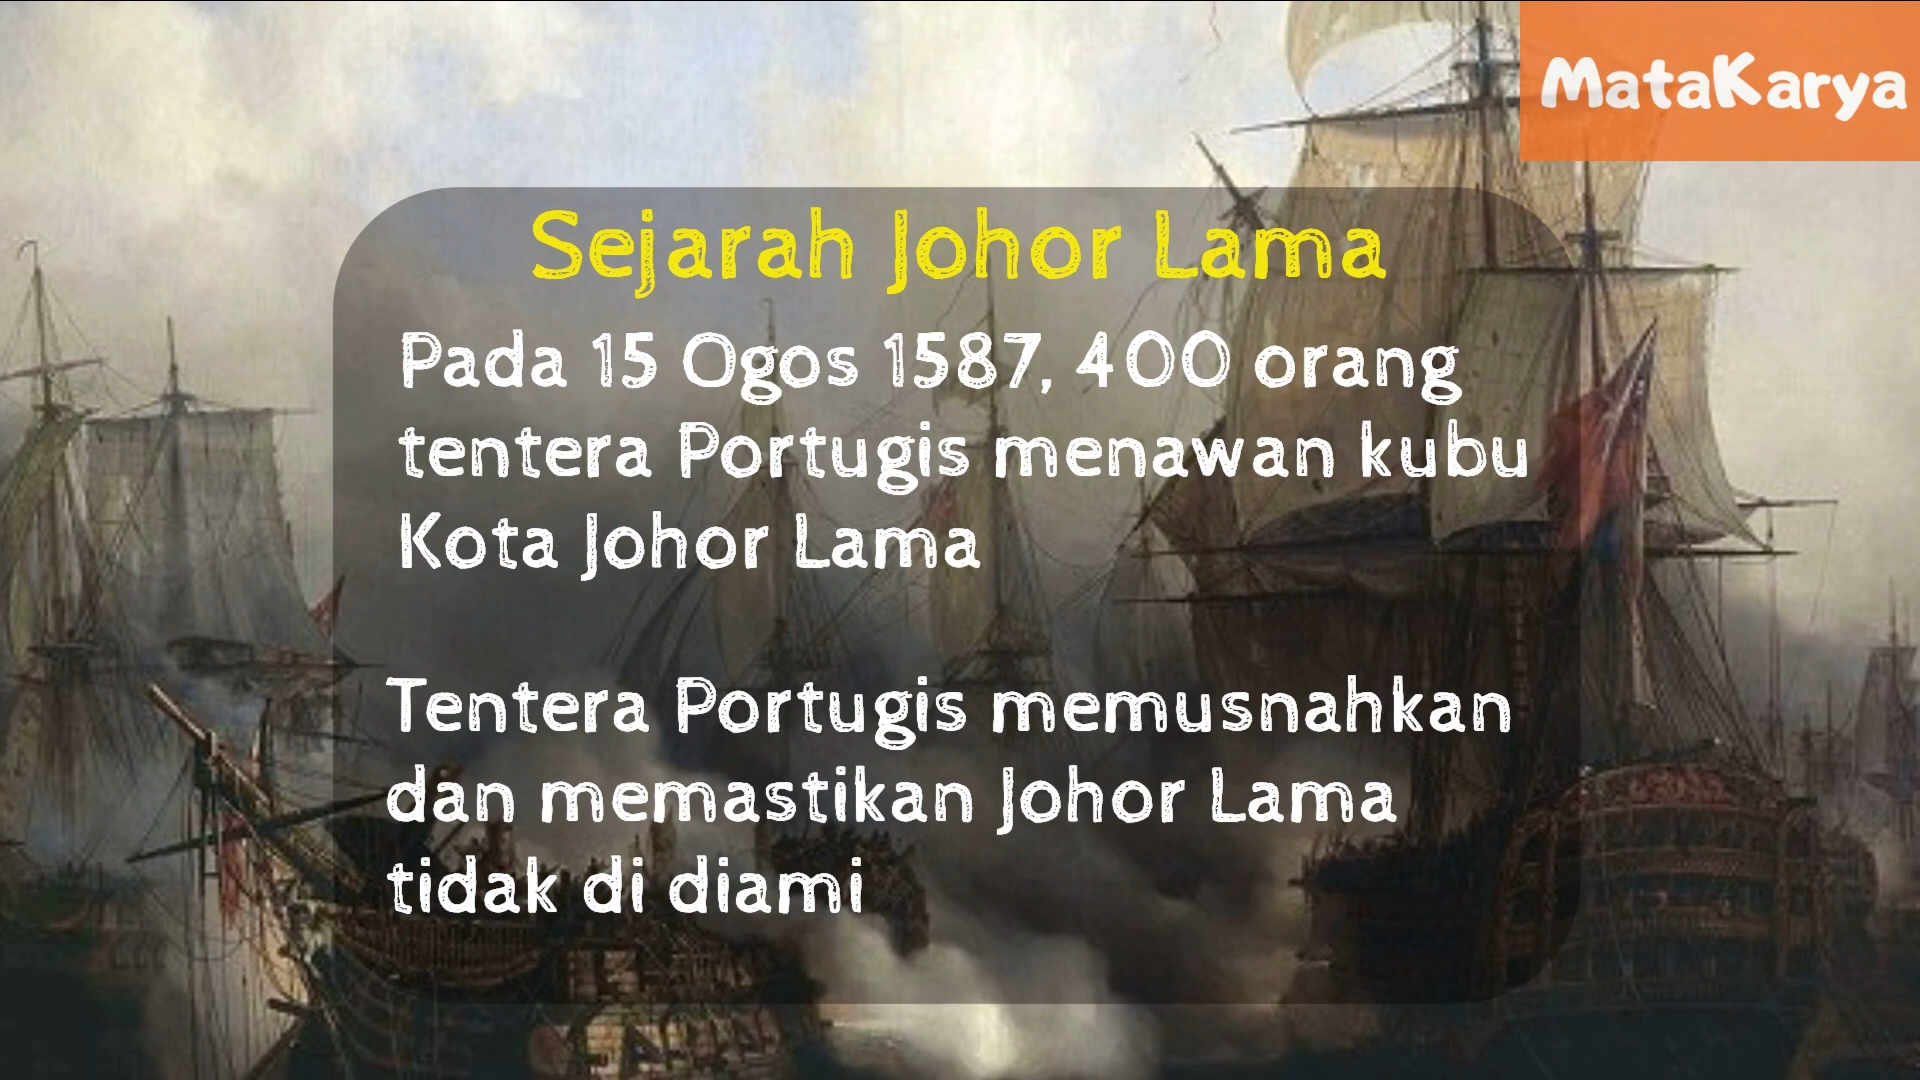 MataKarya
Sejarah Johor Lama
Pada 15 Ogos 1587, 400 orang
tentera Portugis menawan kubu
Kota Johor Lama
Tentera Portugis memusnahkan
dan memastikan Johor Lama
tidak di diami